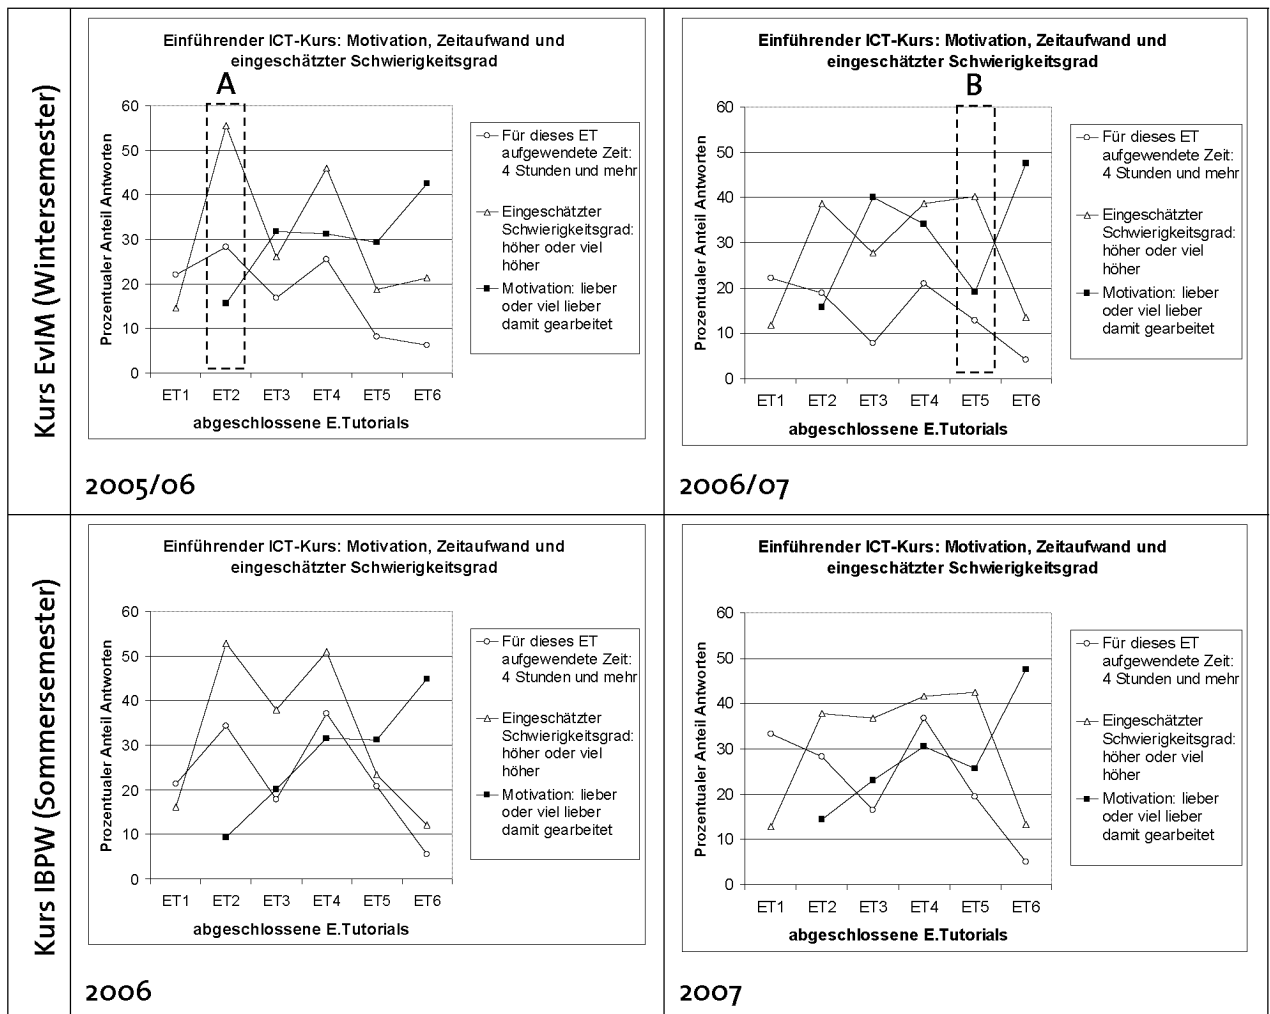 Kurs EvIM (Wintersemester)
Einführender ICT-Kurs: Motivation, Zeitaufwand und
eingeschätzter Schwierigkeitsgrad
A
Prozentualer Anteil Antworten
60
50
40
30
20
10
0
ET1 ET2 ET3 ET4 ET5 ET6
abgeschlossene E.Tutorials
Für dieses ET
aufgewendete Zeit:
4 Stunden und mehr
Eingeschätzter
Schwierigkeitsgrad:
höher oder viel
höher
Motivation: lieber
oder viel lieber
damit gearbeitet
2005/06
Einführender ICT-Kurs: Motivation, Zeitaufwand und
eingeschätzter Schwierigkeitsgrad
B
Prozentualer Anteil Antworten
60
50
40
30
20
10
0
ET1 ET2 ET3 ET4 ET5 ET6
abgeschlossene E.Tutorials
Für dieses ET
aufgewendete Zeit:
4 Stunden und mehr
Eingeschätzter
Schwierigkeitsgrad:
höher oder viel
höher
Motivation: lieber
oder viel lieber
damit gearbeitet
2006/07
Kurs IBPW (Sommersemester)
Einführender ICT-Kurs: Motivation, Zeitaufwand und
eingeschätzter Schwierigkeitsgrad
Prozentualer Anteil Antworten
60
50
40
30
20
10
0
ET1 ET2 ET3 ET4 ET5 ET6
abgeschlossene E.Tutorials
Für dieses ET
aufgewendete Zeit:
4 Stunden und mehr
Eingeschätzter
Schwierigkeitsgrad:
höher oder viel
höher
Motivation: lieber
oder viel lieber
damit gearbeitet
2006
Einführender ICT-Kurs: Motivation, Zeitaufwand und
eingeschätzter Schwierigkeitsgrad
Prozentualer Anteil Antworten
60
50
40
30
20
10
0
ET1 ET2 ET3 ET4 ET5 ET6
abgeschlossene E.Tutorials
Für dieses ET
aufgewendete Zeit:
4 Stunden und mehr
Eingeschätzter
Schwierigkeitsgrad:
höher oder viel
höher
Motivation: lieber
oder viel lieber
damit gearbeitet
2007